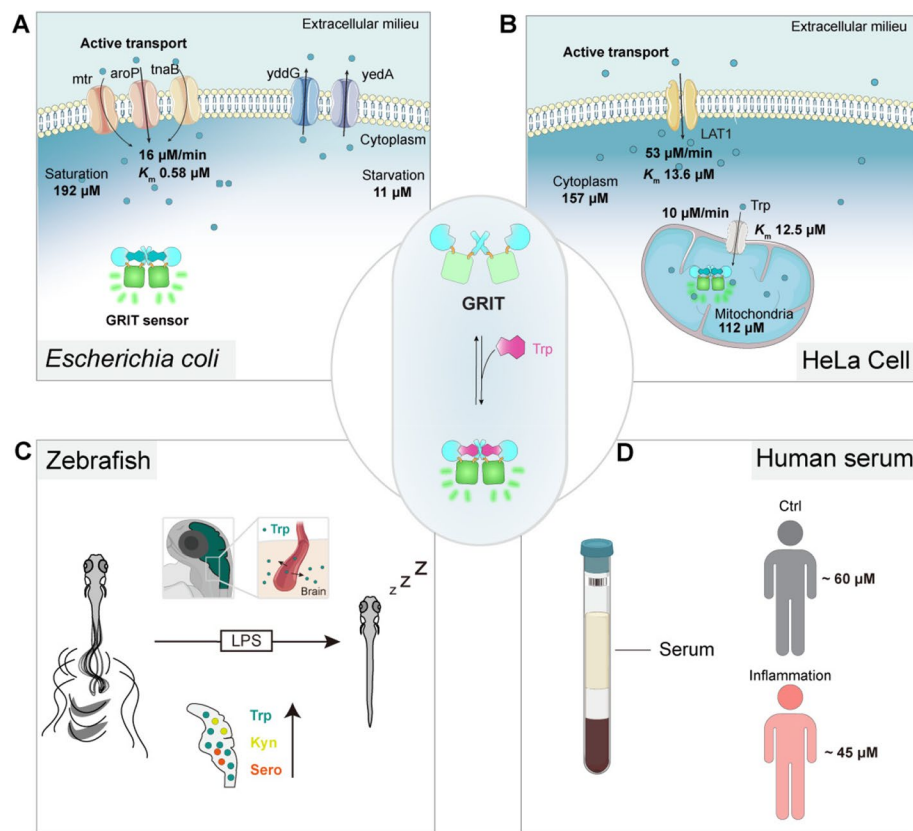 A
Extracellular milieu
Active transport
mtr
aroP
tnaB
yddG
yedA
Cytoplasm
16 μM/min
Km 0.58 μM
Saturation
192 μM
Starvation
11 μM
GRIT sensor
Escherichia coli
B
Extracellular milieu
Active transport
LAT1
53 μM/min
Km 13.6 μM
Cytoplasm
157 μM
10 μM/min
Trp
Km 12.5 μM
Mitochondria
112 μM
HeLa Cell
GRIT
Trp
C
Zebrafish
Trp
Brain
z z Z
LPS
Trp
Kyn
Sero
D
Human serum
Ctrl
~ 60 μM
Serum
Inflammation
~ 45 μM